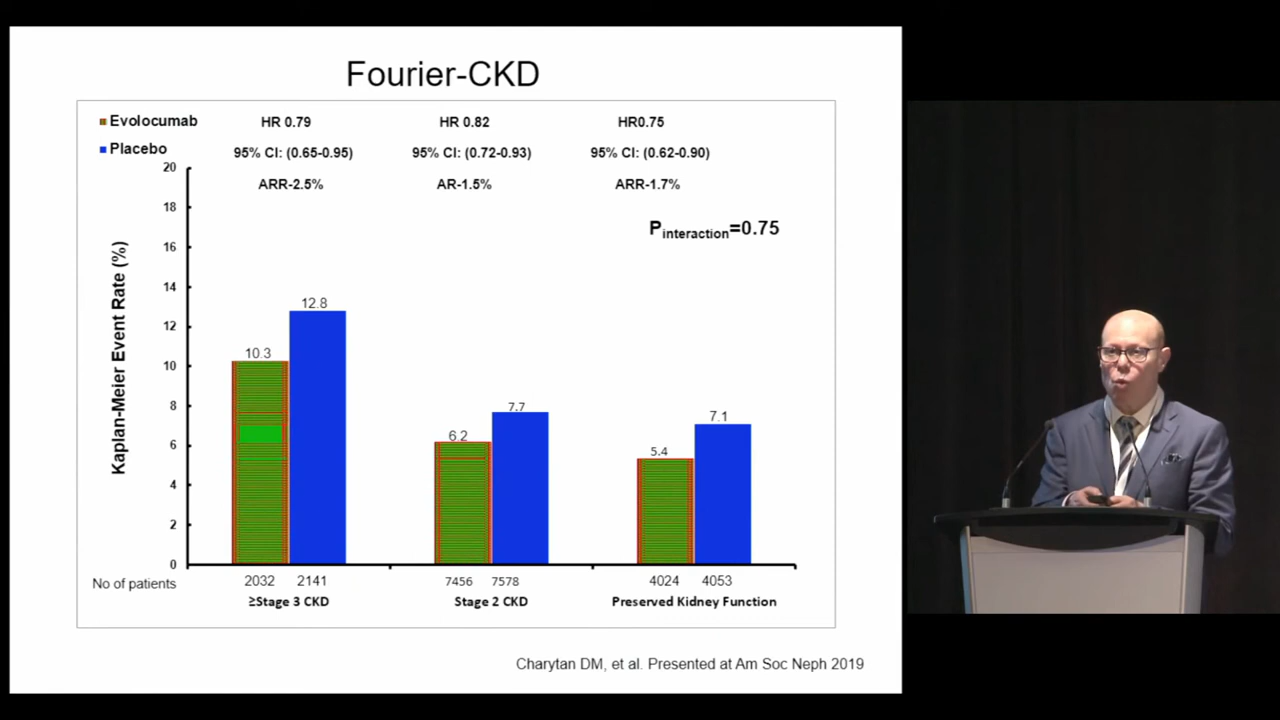 Fourier-CKD
Evolocumab
Placebo
HR 0.79
HR 0.82
HR0.75
95% CI: (0.65-0.95)
95% CI: (0.72-0.93)
95% CI: (0.62-0.90)
ARR-2.5%
AR-1.5%
ARR-1.7%
Pinteraction=0.75
Kaplan-Meier Event Rate (%)
20
18
16
14
12
10
8
6
4
2
0
10.3
12.8
6.2
7.7
5.4
7.1
No of patients
2032 2141
7456 7578
4024 4053
≥Stage 3 CKD
Stage 2 CKD
Preserved Kidney Function
Charytan DM, et al. Presented at Am Soc Neph 2019